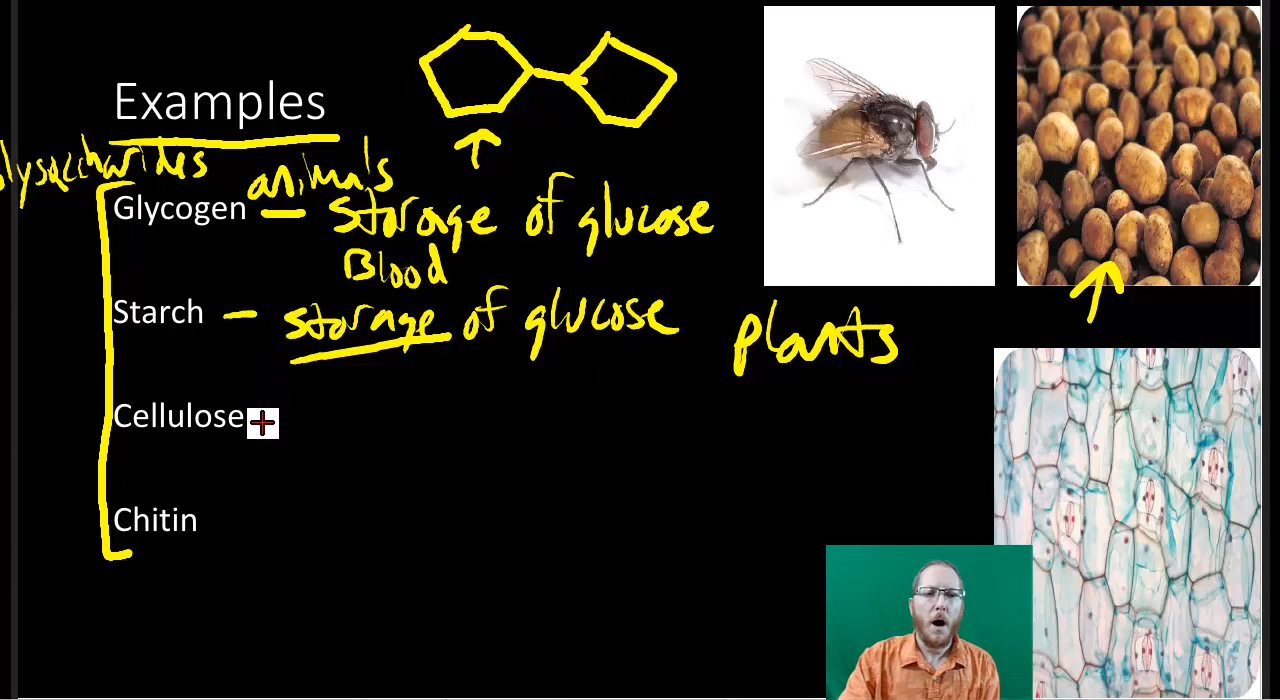 Examples
lysaccharides animals
Glycogen – storage of glucose
Blood
Starch – storage of glucose plants
Cellulose
Chitin